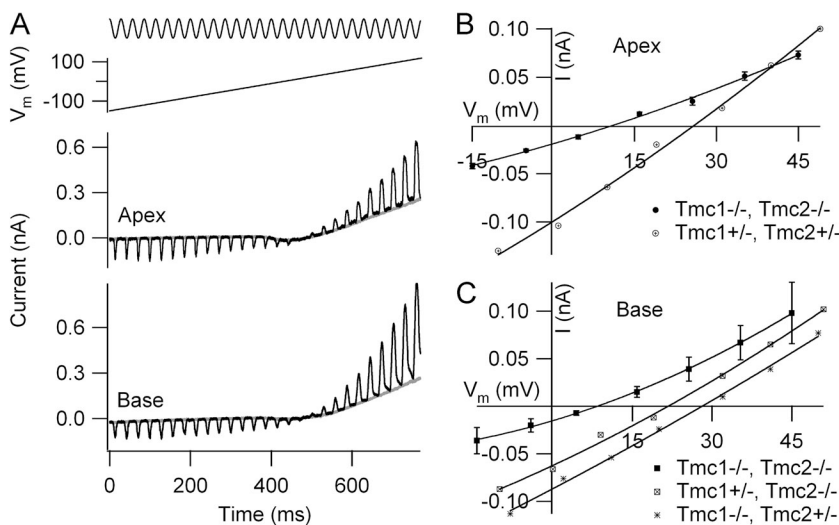 A
Vm (mV)
100
-100
Current (nA)
0.6
0.3
0.0
Apex
0.6
0.3
0.0
Base
0 200 400 600
Time (ms)
B
Apex
I (nA)
0.10
0.05
Vm (mV)
-15 15 30 45
-0.05
-0.10
Tmc1-/-, Tmc2-/-
Tmc1+/-, Tmc2+/-
C
Base
I (nA)
0.10
0.05
Vm (mV)
15 30 45
-0.05
-0.10
Tmc1-/-, Tmc2-/-
Tmc1+/-, Tmc2-/-
Tmc1-/-, Tmc2+/-